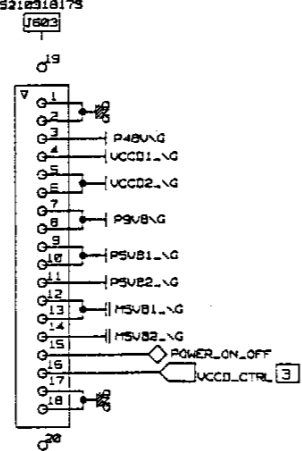 5210318175
J603
19
1
2
3 P48V\G
4 VCCD1_\G
5
6 VCCD2_\G
7
8 P9V8\G
9
10 P5VB1_\G
11 P5VB2_\G
12
13 M5VB1_\G
14 M5VB2_\G
15 POWER_ON_OFF
16 VCCD_CTRL 3
17
18
20